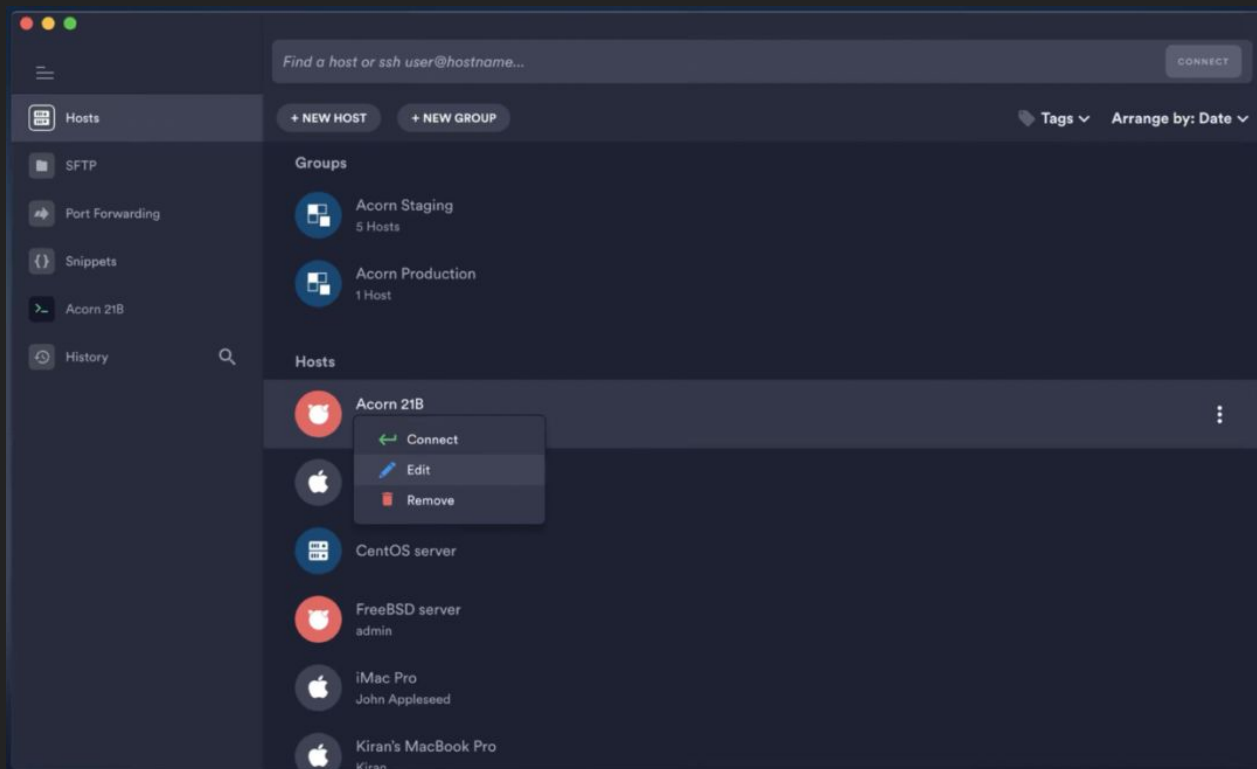 Find a host or ssh user@hostname...
CONNECT
Hosts
SFTP
Port Forwarding
Snippets
Acorn 21B
History
+ NEW HOST
+ NEW GROUP
Tags
Arrange by: Date
Groups
Acorn Staging
5 Hosts
Acorn Production
1 Host
Hosts
Acorn 21B
Connect
Edit
Remove
CentOS server
FreeBSD server
admin
iMac Pro
John Appleseed
Kiran's MacBook Pro
Kiran